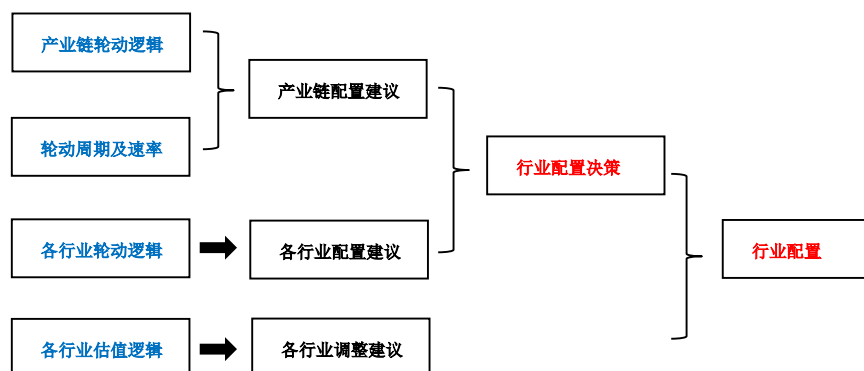 产业链轮动逻辑
轮动周期及速率
产业链配置建议
各行业轮动逻辑
各行业配置建议
行业配置决策
各行业估值逻辑
各行业调整建议
行业配置